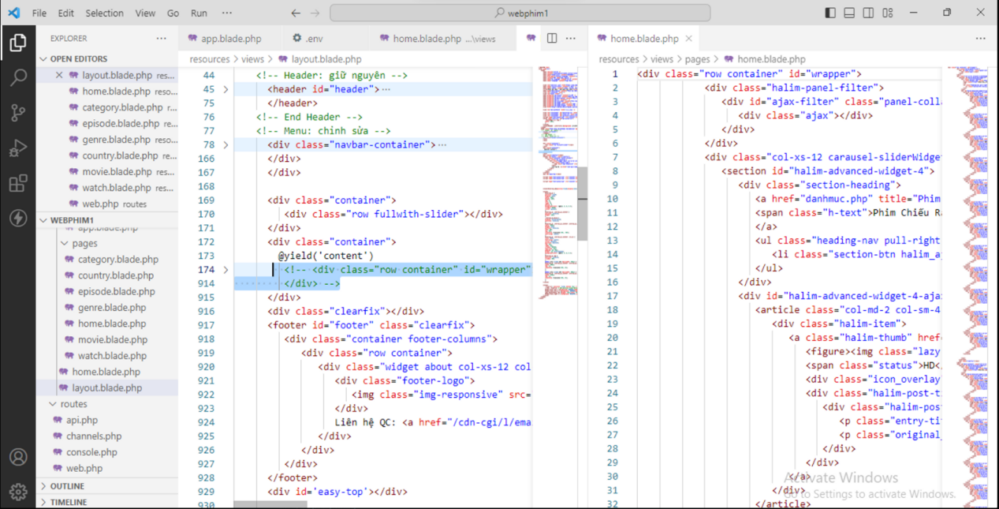 File Edit Selection View Go Run ··· ← → webphim1
EXPLORER ···
OPEN EDITORS
layout.blade.php res...
home.blade.php reso...
category.blade.php r...
episode.blade.php re...
genre.blade.php reso...
country.blade.php re...
movie.blade.php res...
watch.blade.php res...
web.php routes
WEBPHIM1
app.blade.php
pages
category.blade.php
country.blade.php
episode.blade.php
genre.blade.php
home.blade.php
movie.blade.php
watch.blade.php
home.blade.php
layout.blade.php
routes
api.php
channels.php
console.php
web.php
OUTLINE
TIMELINE
app.blade.php .env home.blade.php ...\views ···
resources > views > layout.blade.php
44 <!-- Header: giữ nguyên -->
45 <header id="header">···
75 </header>
76 <!-- End Header -->
77 <!-- Menu: chỉnh sửa -->
78 <div class="navbar-container">···
166 </div>
167 </div>
168
169 <div class="container">
170 <div class="row fullwith-slider"></div>
171 </div>
172 <div class="container">
173 @yield('content')
174 <!-- <div class="row container" id="wrapper"
914 </div> -->
915 </div>
916 <div class="clearfix"></div>
917 <footer id="footer" class="clearfix">
918 <div class="container footer-columns">
919 <div class="row container">
920 <div class="widget about col-xs-12 col
921 <div class="footer-logo">
922 <img class="img-responsive" src=
923 </div>
924 Liên hệ QC: <a href="/cdn-cgi/l/ema
925 </div>
926 </div>
927 </div>
928 </footer>
929 <div id='easy-top'></div>
930
home.blade.php ···
resources > views > pages > home.blade.php
1 <div class="row container" id="wrapper">
2 <div class="halim-panel-filter">
3 <div id="ajax-filter" class="panel-coll
4 <div class="ajax"></div>
5 </div>
6 </div>
7 <div class="col-xs-12 carausel-sliderWidget
8 <section id="halim-advanced-widget-4">
9 <div class="section-heading">
10 <a href="danhmuc.php" title="Phim
11 <span class="h-text">Phim Chiếu R
12 </a>
13 <ul class="heading-nav pull-right
14 <li class="section-btn halim_a
15 </ul>
16 </div>
17 <div id="halim-advanced-widget-4-aja
18 <article class="col-md-2 col-sm-4
19 <div class="halim-item">
20 <a class="halim-thumb" href
21 <figure><img class="lazy
22 <span class="status">HD<
23 <div class="icon_overlay
24 <div class="halim-post-t
25 <div class="halim-pos
26 <p class="entry-ti
27 <p class="original_
28 </div>
29 </div>
30 </a>
31 </div>
32 </article>
Activate Windows
Go to Settings to activate Windows.